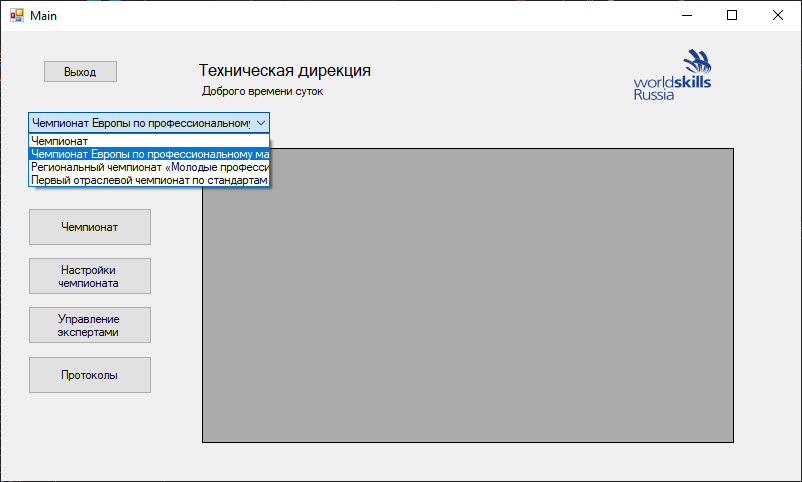 Main
Выход
Техническая дирекция
Доброго времени суток
worldskills
Russia
Чемпионат Европы по профессиональному
Чемпионат
Чемпионат Европы по профессиональному ма
Региональный чемпионат «Молодые професси
Первый отраслевой чемпионат по стандартам
Чемпионат
Настройки
чемпионата
Управление
экспертами
Протоколы